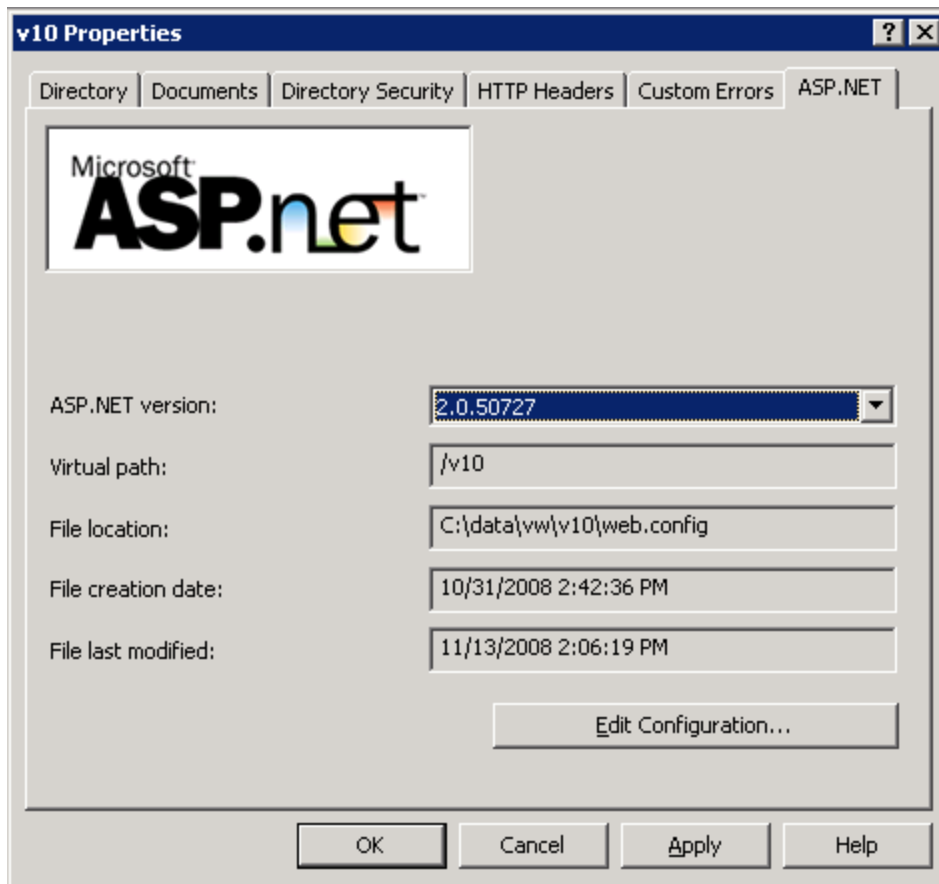 v10 Properties
Directory Documents Directory Security HTTP Headers Custom Errors ASP.NET
Microsoft
ASP.net
ASP.NET version: 2.0.50727
Virtual path: /v10
File location: C:\data\vw\v10\web.config
File creation date: 10/31/2008 2:42:36 PM
File last modified: 11/13/2008 2:06:19 PM
Edit Configuration...
OK Cancel Apply Help